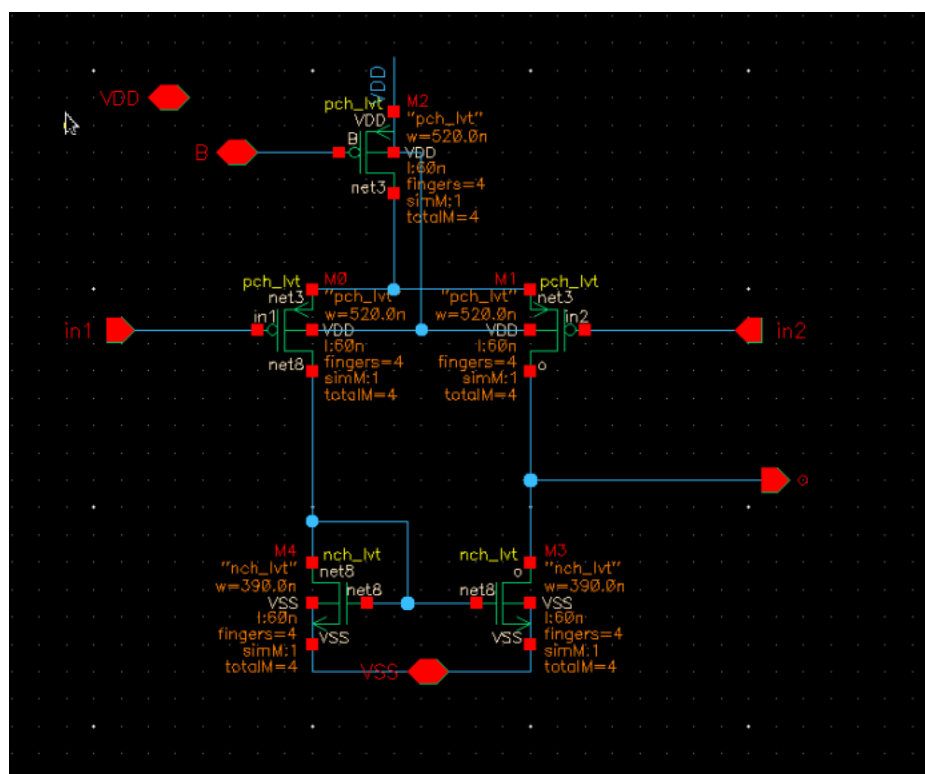 VDD
VDD
pch_lvt
M2
VDD
"pch_lvt"
w=520.0n
B
B
VDD
l:60n
net3
fingers=4
simM:1
totalM=4
pch_lvt
M0
net3
"pch_lvt"
w=520.0n
in1
in1
VDD
l:60n
net8
fingers=4
simM:1
totalM=4
M1
pch_lvt
"pch_lvt"
net3
w=520.0n
in2
in2
VDD
l:60n
fingers=4
o
simM:1
totalM=4
o
M4
nch_lvt
"nch_lvt"
net8
w=390.0n
net8
VSS
l:60n
fingers=4
VSS
simM:1
totalM=4
nch_lvt
M3
o
"nch_lvt"
w=390.0n
net8
VSS
l:60n
VSS
fingers=4
simM:1
totalM=4
VSS